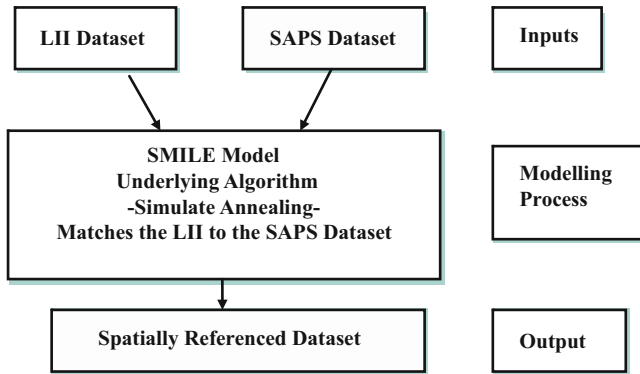 LII Dataset
SAPS Dataset
Inputs
SMILE Model
Underlying Algorithm
-Simulate Annealing-
Matches the LII to the SAPS Dataset
Modelling
Process
Spatially Referenced Dataset
Output